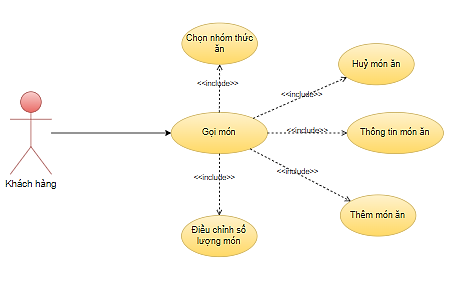 Chọn nhóm thức
ăn
Huỷ món ăn
<<include>>
<<include>>
Gọi món
<<include>>
Thông tin món ăn
Khách hàng
<<include>>
<<include>>
Thêm món ăn
Điều chỉnh số
lượng món